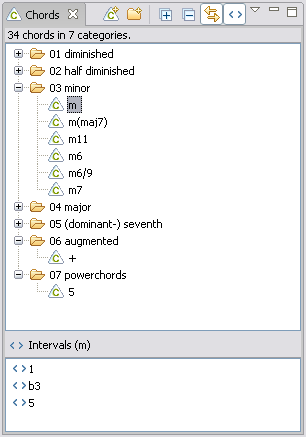 Chords
34 chords in 7 categories.
01 diminished
02 half diminished
03 minor
m
m(maj7)
m11
m6
m6/9
m7
04 major
05 (dominant-) seventh
06 augmented
+
07 powerchords
5
Intervals (m)
1
b3
5